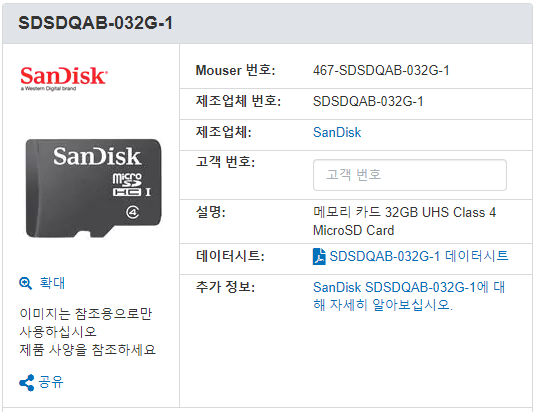 SDSDQAB-032G-1
SanDisk®
a Western Digital brand
SanDisk
micro
SD
HC I
4
확대
이미지는 참조용으로만
사용하십시오
제품 사양을 참조하세요
공유
Mouser 번호: 467-SDSDQAB-032G-1
제조업체 번호: SDSDQAB-032G-1
제조업체: SanDisk
고객 번호: 고객 번호
설명: 메모리 카드 32GB UHS Class 4
MicroSD Card
데이터시트: SDSDQAB-032G-1 데이터시트
추가 정보: SanDisk SDSDQAB-032G-1에 대
해 자세히 알아보십시오.